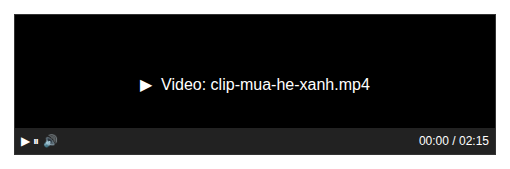 ▶ Video: clip-mua-he-xanh.mp4
▶ ⏸ 🔊 00:00 / 02:15